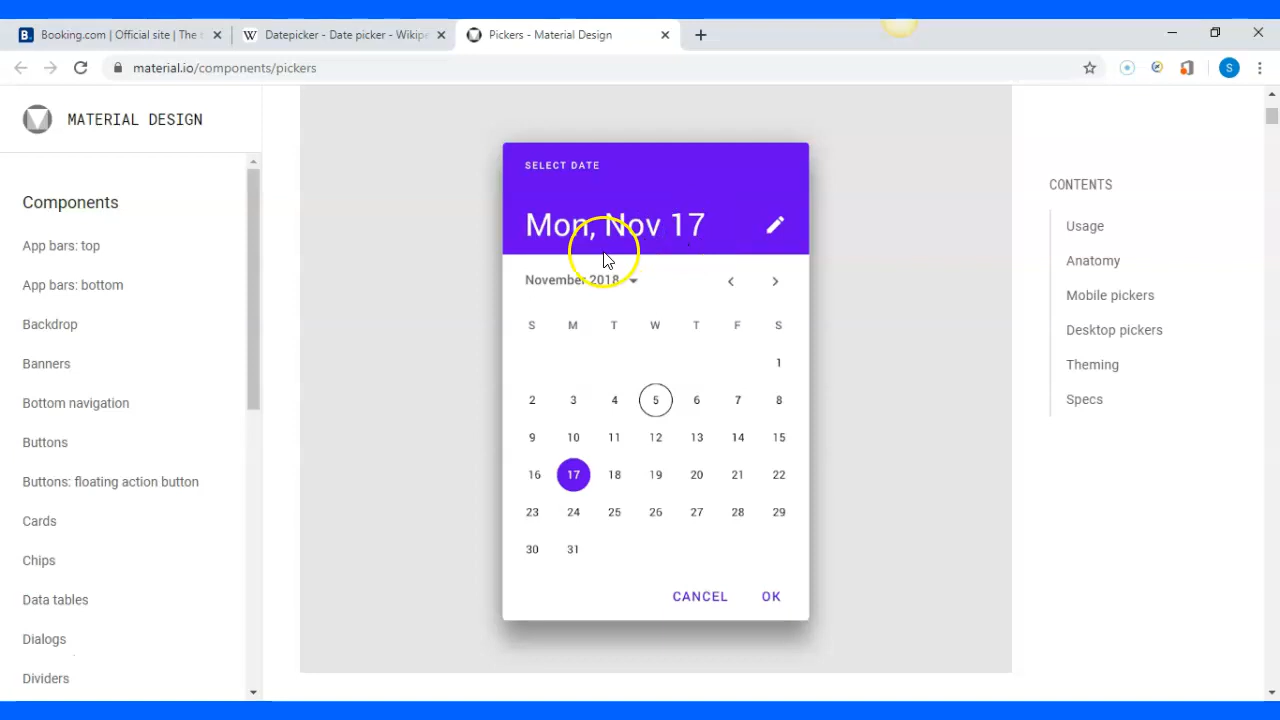 Booking.com | Official site | The
Datepicker - Date picker - Wikipe
Pickers - Material Design
material.io/components/pickers
S
MATERIAL DESIGN
Components
App bars: top
App bars: bottom
Backdrop
Banners
Bottom navigation
Buttons
Buttons: floating action button
Cards
Chips
Data tables
Dialogs
Dividers
SELECT DATE
Mon, Nov 17
November 2018
S M T W T F S
1
2 3 4 5 6 7 8
9 10 11 12 13 14 15
16 17 18 19 20 21 22
23 24 25 26 27 28 29
30 31
CANCEL OK
CONTENTS
Usage
Anatomy
Mobile pickers
Desktop pickers
Theming
Specs